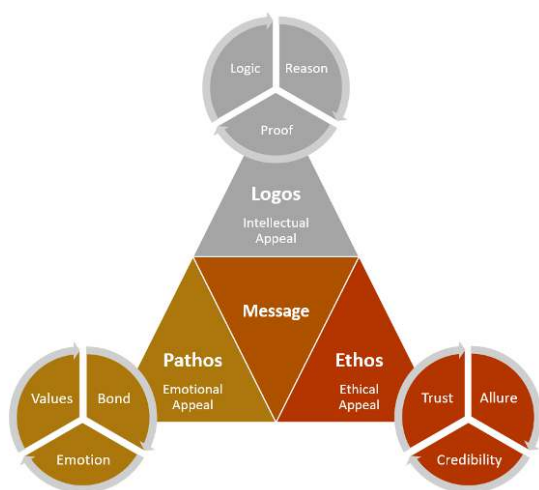 Logic
Reason
Proof
Logos
Intellectual
Appeal
Message
Pathos
Emotional
Appeal
Ethos
Ethical
Appeal
Values
Bond
Emotion
Trust
Allure
Credibility